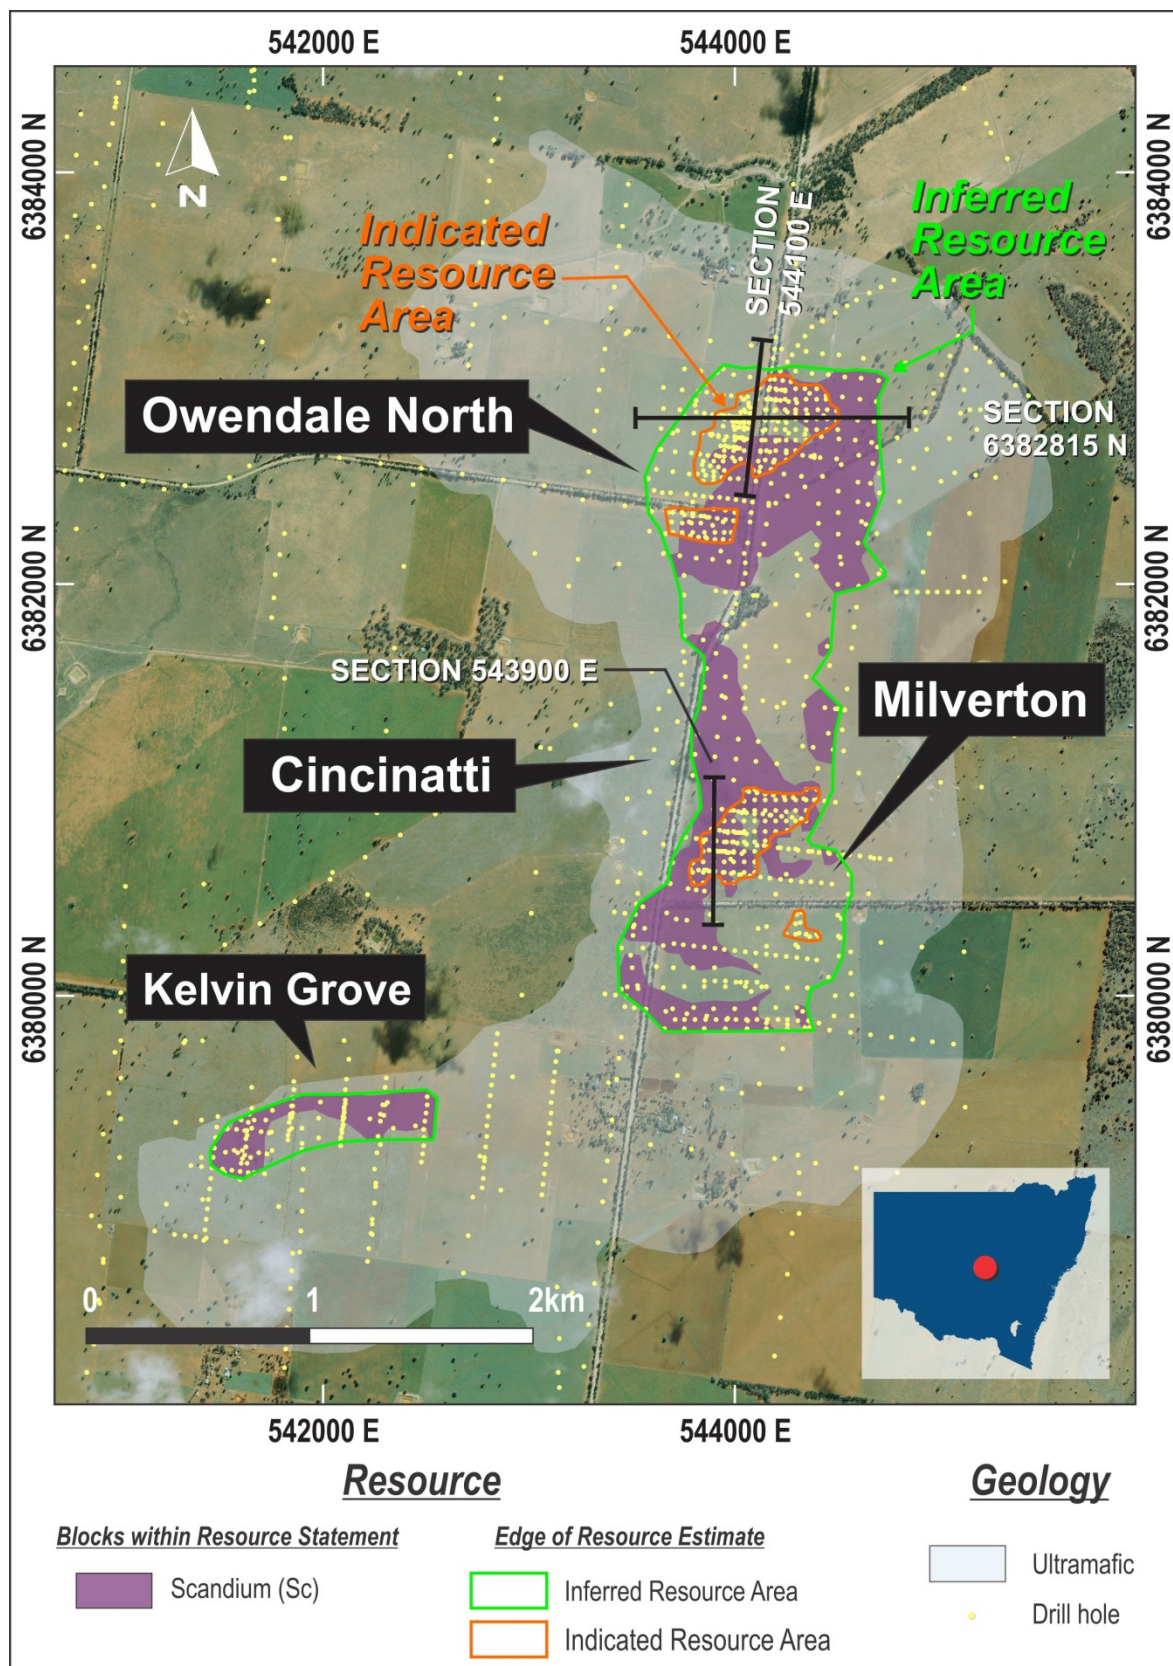 542000 E
544000 E
6384000 N
6384000 N
N
Indicated
Resource
Area
SECTION
544100 E
Inferred
Resource
Area
Owendale North
SECTION
6382815 N
6382000 N
6382000 N
SECTION 543900 E
Milverton
Cincinatti
Kelvin Grove
6380000 N
6380000 N
0
1
2km
542000 E
544000 E
Resource
Geology
Blocks within Resource Statement
Edge of Resource Estimate
Scandium (Sc)
Inferred Resource Area
Indicated Resource Area
Ultramafic
Drill hole